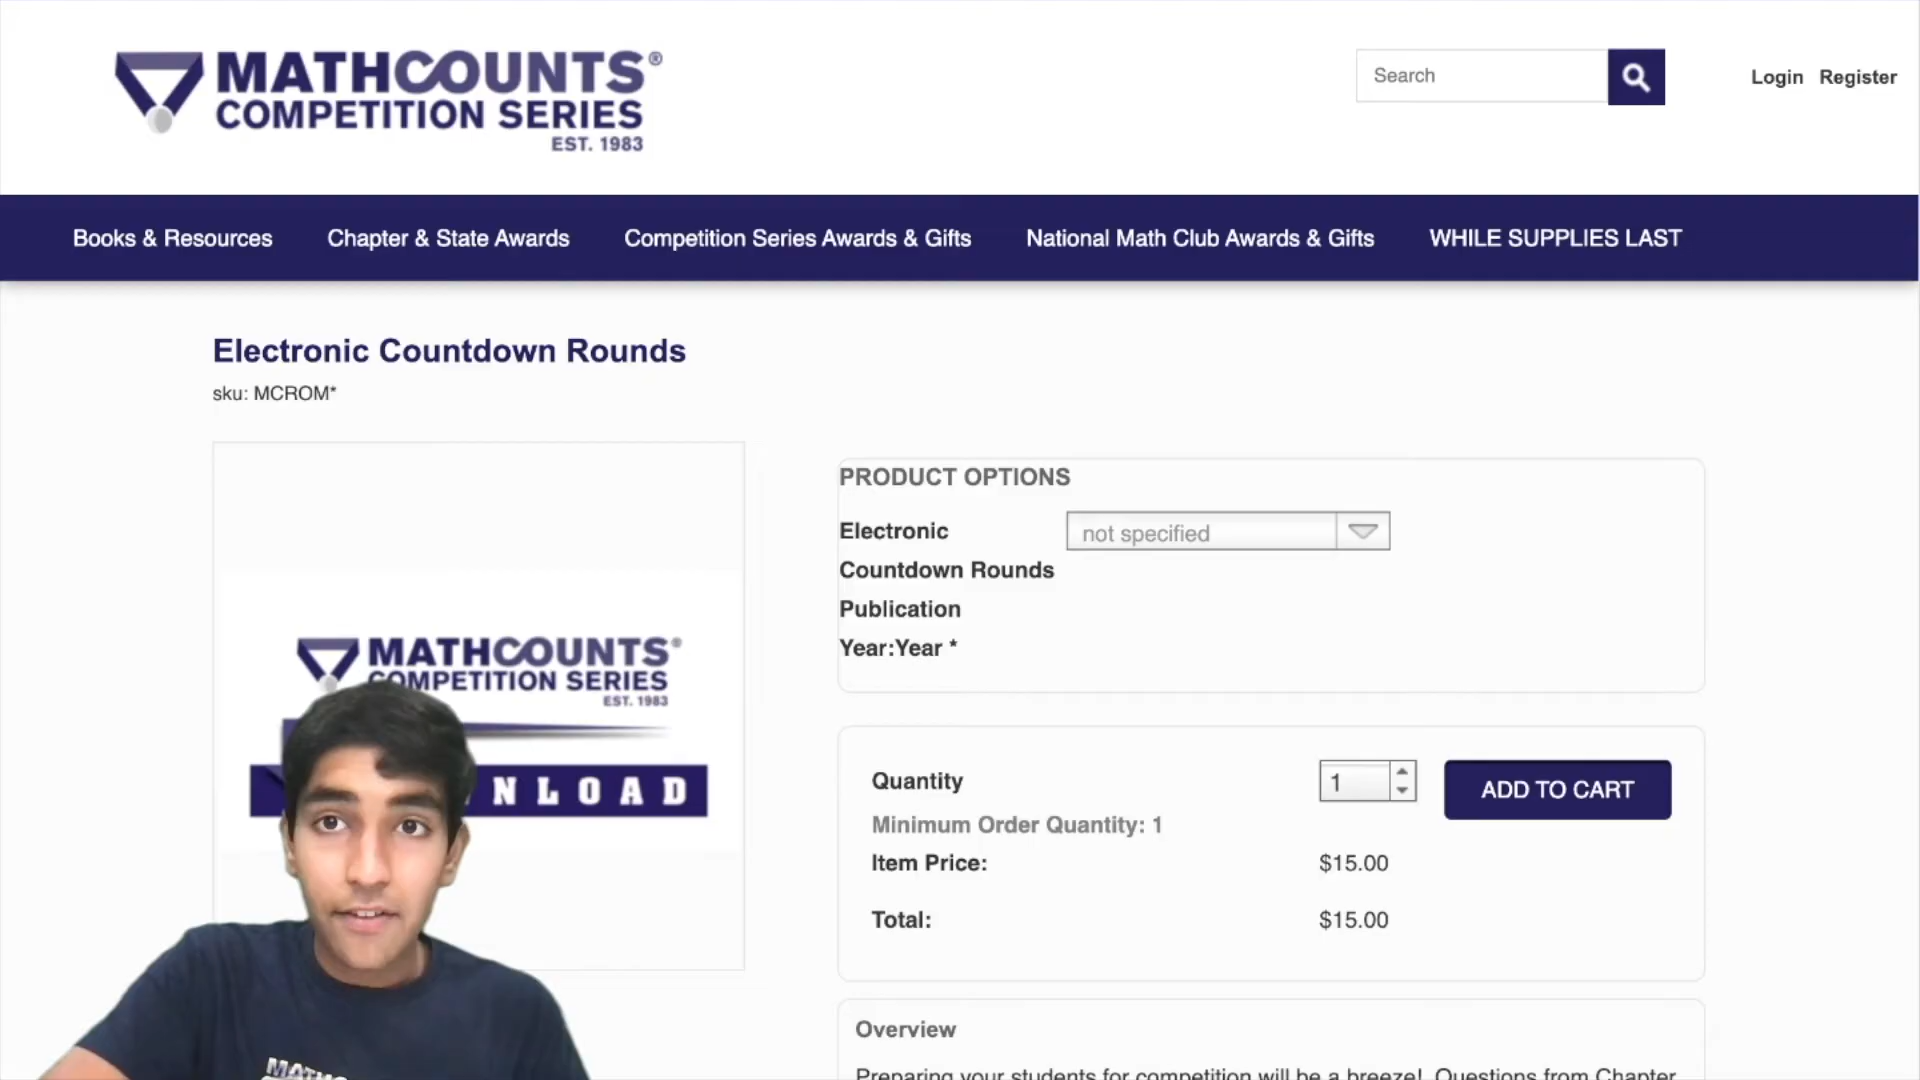 MATHCOUNTS®
COMPETITION SERIES
EST. 1983
Search
Login Register
Books & Resources Chapter & State Awards Competition Series Awards & Gifts National Math Club Awards & Gifts WHILE SUPPLIES LAST
Electronic Countdown Rounds
sku: MCROM*
MATHCOUNTS®
COMPETITION SERIES
EST. 1983
NLOAD
PRODUCT OPTIONS
Electronic
Countdown Rounds
Publication
Year:Year *
not specified
Quantity
1
ADD TO CART
Minimum Order Quantity: 1
Item Price: $15.00
Total: $15.00
Overview
Preparing your students for competition will be a breeze! Questions from Chapter